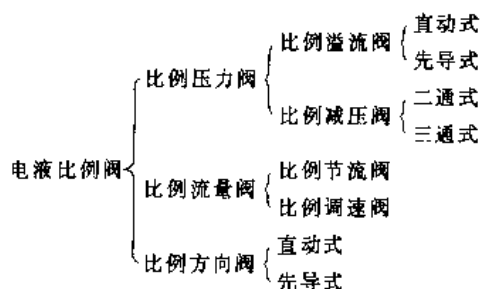 直动式
比例溢流阀
先导式
比例压力阀
二通式
比例减压阀
三通式
电液比例阀
比例节流阀
比例流量阀
比例调速阀
直动式
比例方向阀
先导式